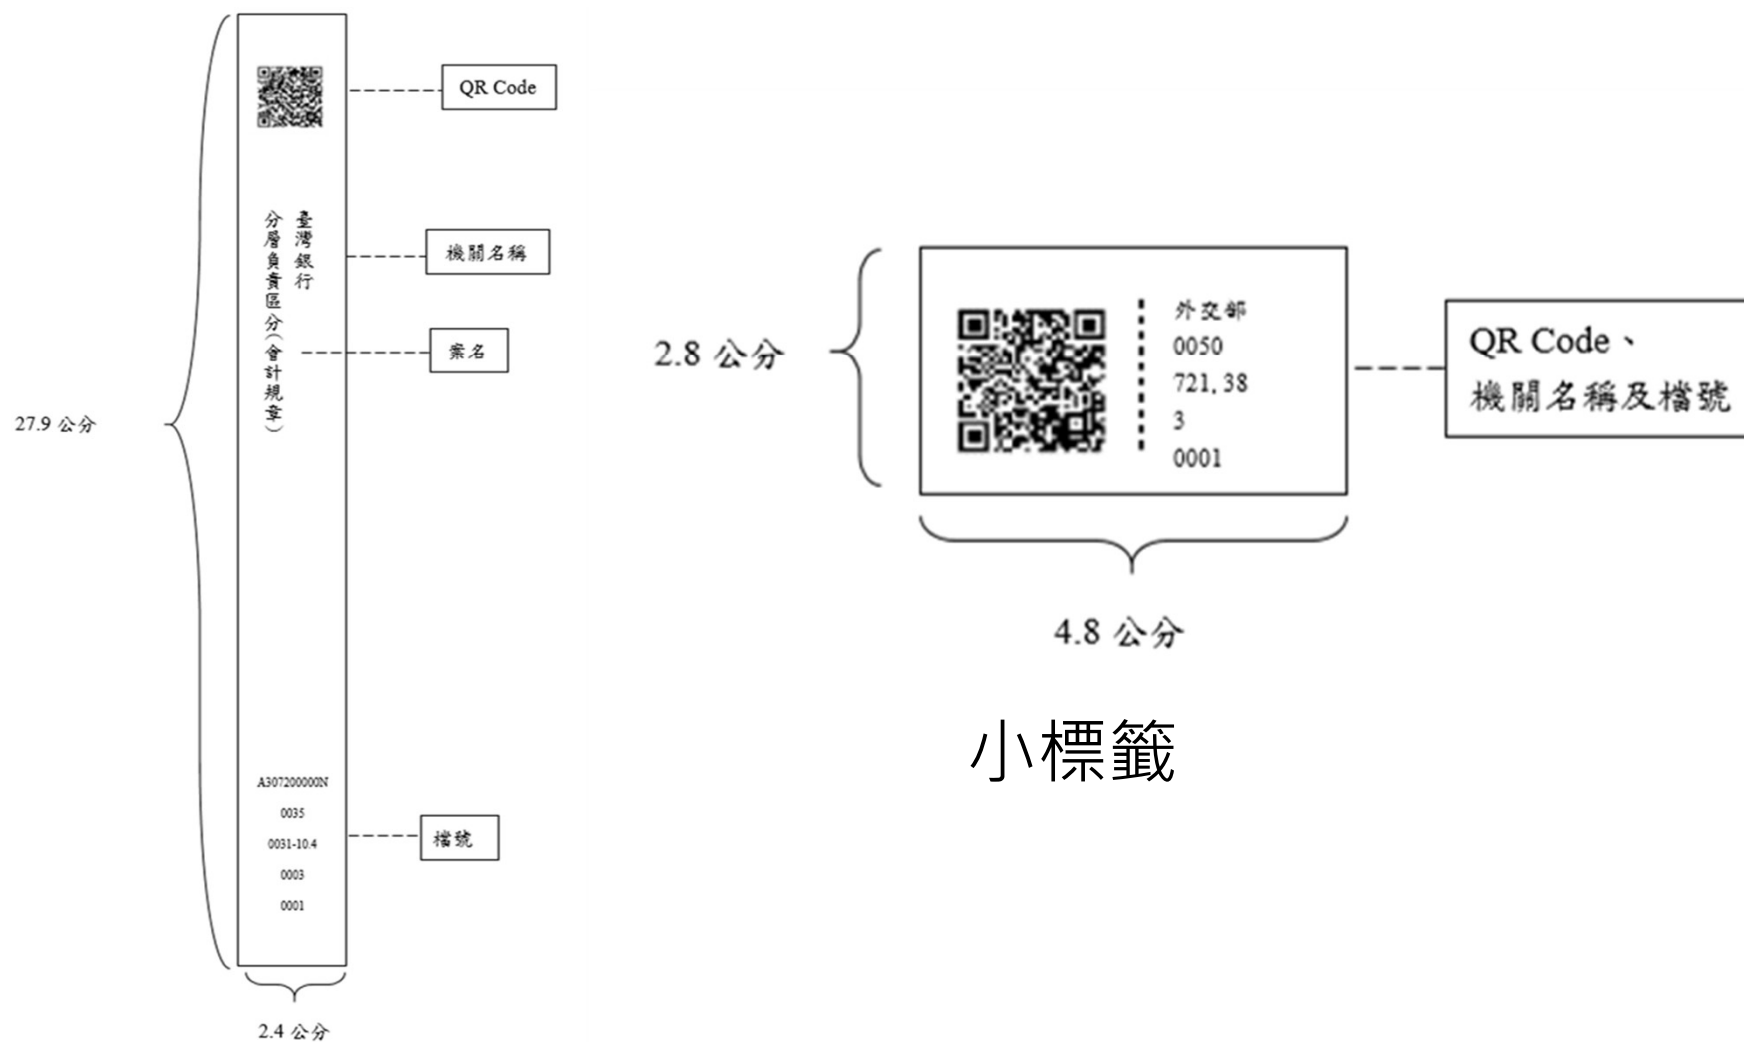 QR Code
臺灣銀行
分層負責區分(會計規章)
機關名稱
案名
27.9 公分
A307200000N
0035
0031-10.4
0003
0001
檔號
2.4 公分
2.8 公分
外交部
0050
721, 38
3
0001
QR Code、
機關名稱及檔號
4.8 公分
小標籤